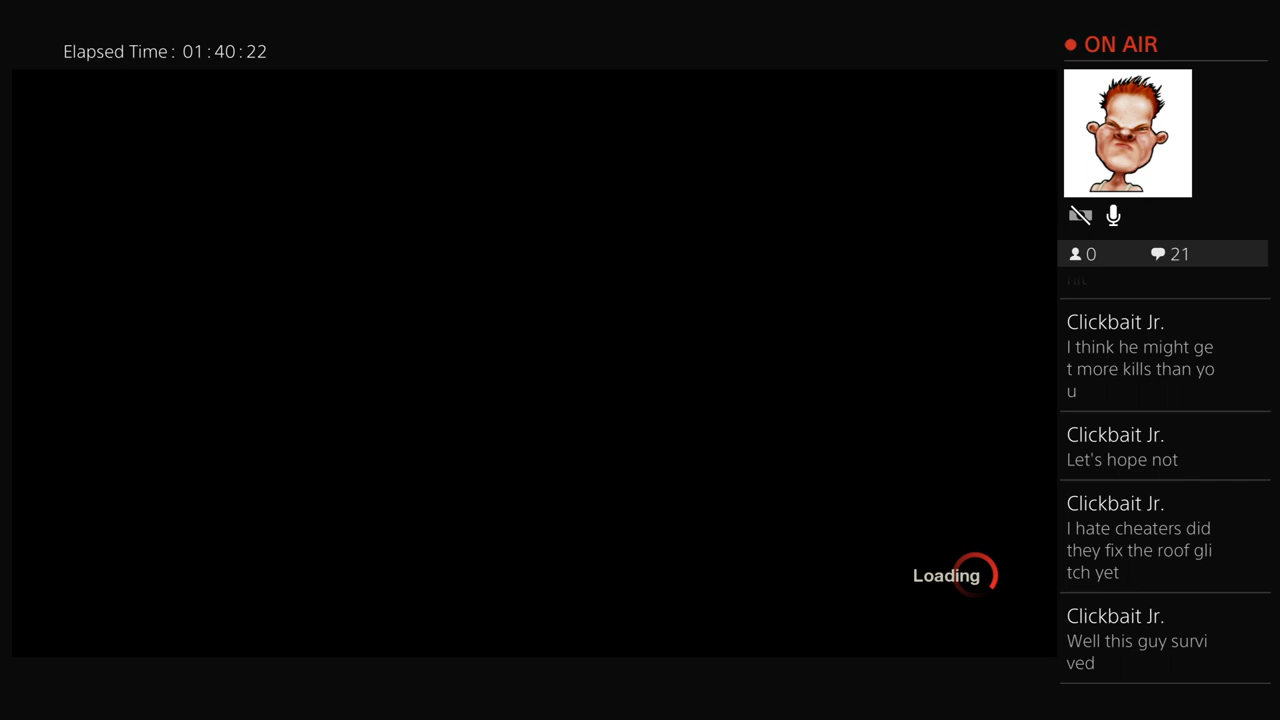 Elapsed Time : 01 : 40 : 22
ON AIR
0 21
Clickbait Jr.
I think he might ge
t more kills than yo
u
Clickbait Jr.
Let's hope not
Clickbait Jr.
I hate cheaters did
they fix the roof gli
tch yet
Clickbait Jr.
Well this guy survi
ved
Loading